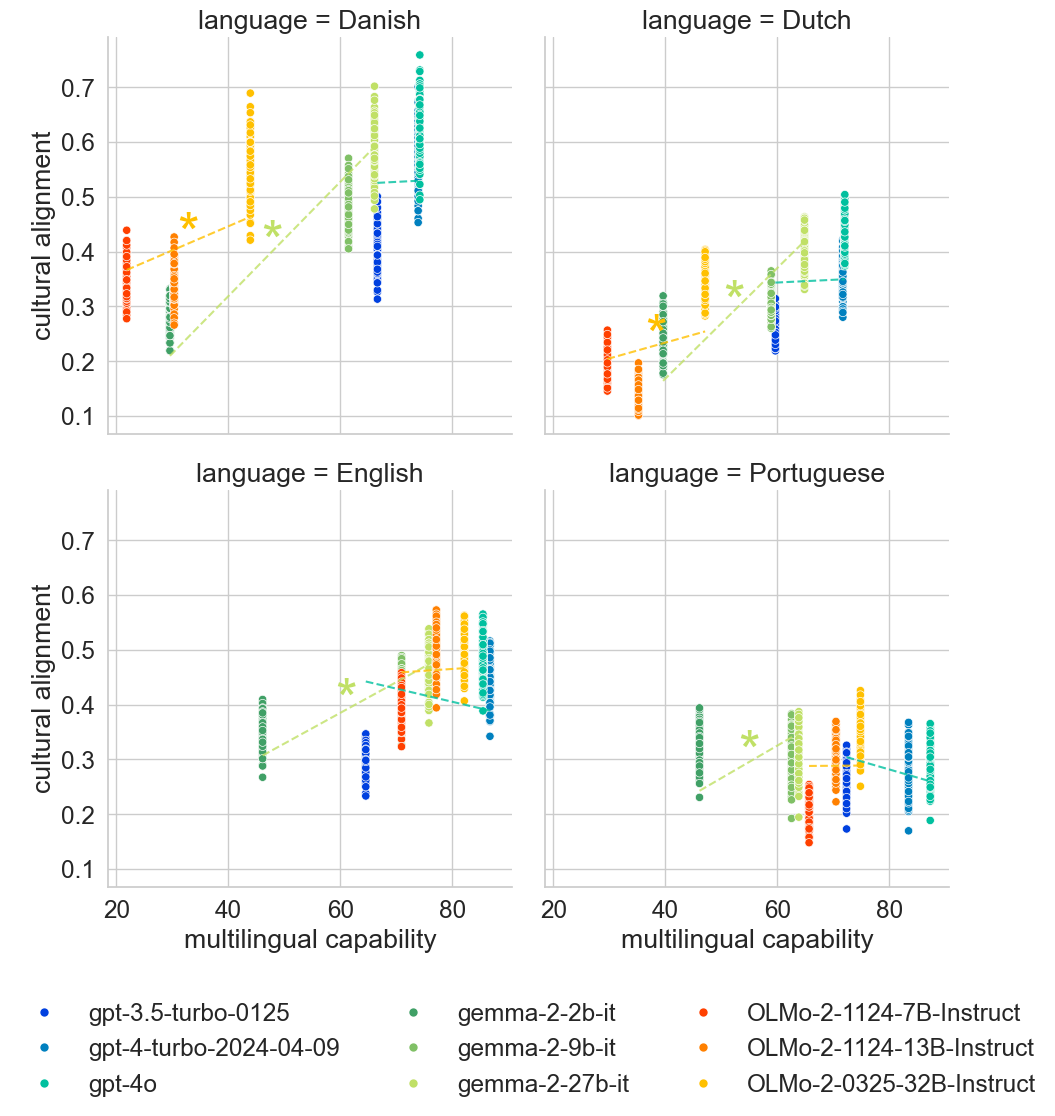 language = Danish
language = Dutch
0.7
0.6
0.5
0.4
0.3
0.2
0.1
cultural alignment
*
*
*
*
language = English
language = Portuguese
0.7
0.6
0.5
0.4
0.3
0.2
0.1
cultural alignment
*
*
20 40 60 80
20 40 60 80
multilingual capability
multilingual capability
gpt-3.5-turbo-0125
gpt-4-turbo-2024-04-09
gpt-4o
gemma-2-2b-it
gemma-2-9b-it
gemma-2-27b-it
OLMo-2-1124-7B-Instruct
OLMo-2-1124-13B-Instruct
OLMo-2-0325-32B-Instruct